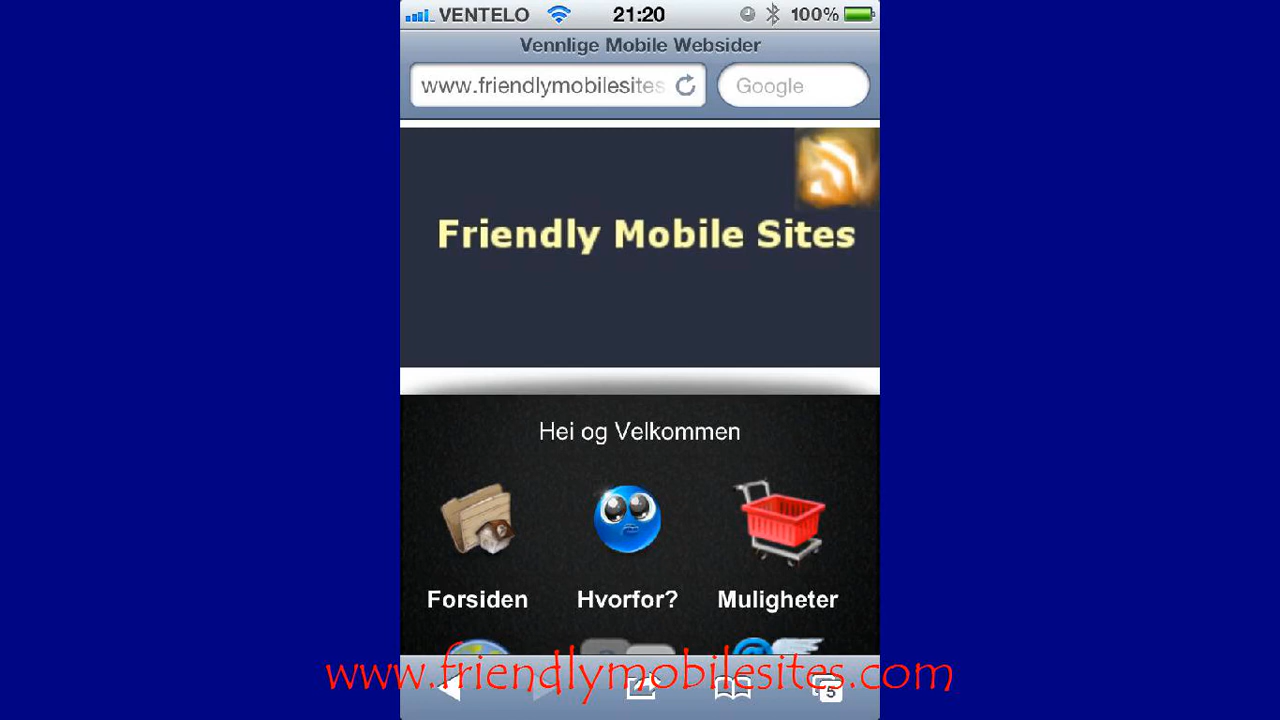 VENTELO 21:20 100%
Vennlige Mobile Websider
www.friendlymobilesites Google
Friendly Mobile Sites
Hei og Velkommen
Forsiden Hvorfor? Muligheter
www.friendlymobilesites.com
5